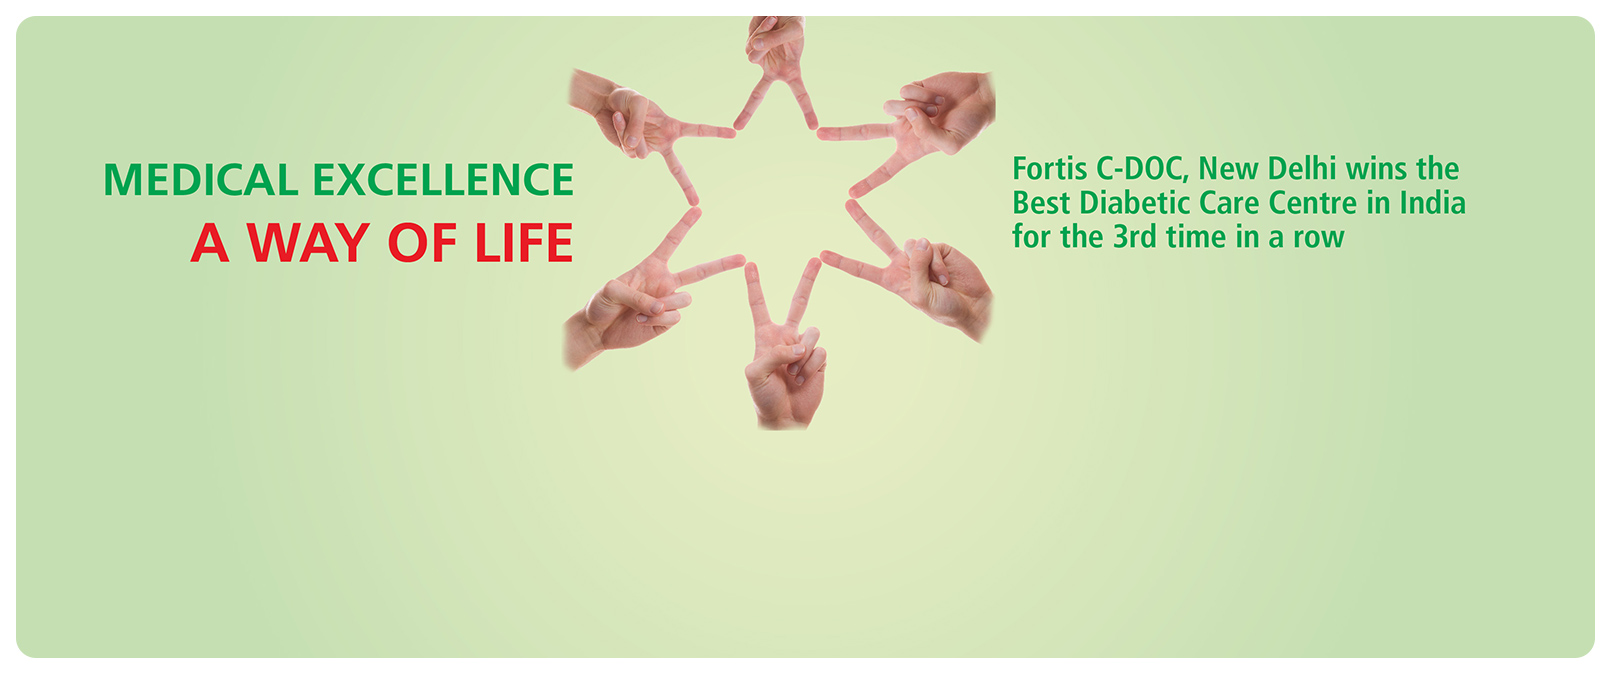 MEDICAL EXCELLENCE
A WAY OF LIFE
Fortis C-DOC, New Delhi wins the
Best Diabetic Care Centre in India
for the 3rd time in a row